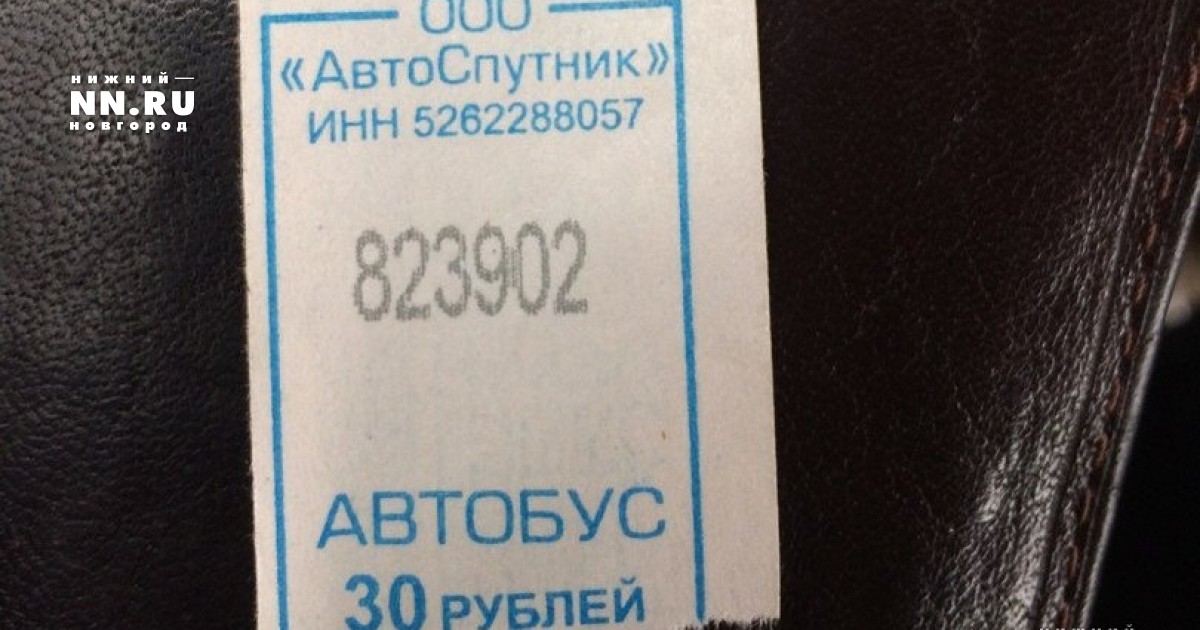 НИЖНИЙ
NN.RU
НОВГОРОД
ООО
«АвтоСпутник»
ИНН 5262288057
823902
АВТОБУС
30 РУБЛЕЙ